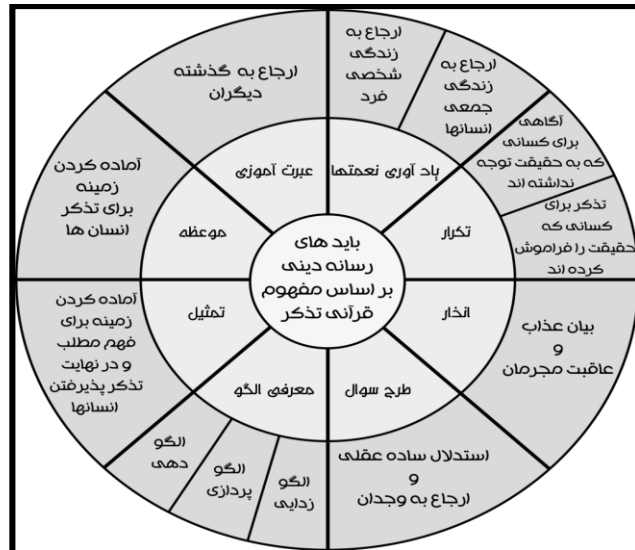 باید های
رسانه دینی
بر اساس مفهوم
قرآنی تذکر
یاد آوری نعمتها
ارجاع به
زندگی
شخصی
فرد
ارجاع به
زندگی
جمعی
انسانها
تکرار
آگاهی
برای کسانی
که به حقیقت توجه
نداشته اند
تذکر برای
کسانی که
حقیقت را فراموش
کرده اند
انذار
بیان عذاب
و
عاقبت مجرمان
طرح سوال
استدلال ساده عقلی
و
ارجاع به وجدان
معرفی الگو
الگو
زدایی
الگو
پردازی
الگو
دهی
تمثیل
آماده کردن
زمینه برای
فهم مطلب
و در نهایت
تذکر پذیرفتن
انسانها
موعظه
آماده کردن
زمینه
برای تذکر
انسان ها
عبرت آموزی
ارجاع به گذشته
دیگران